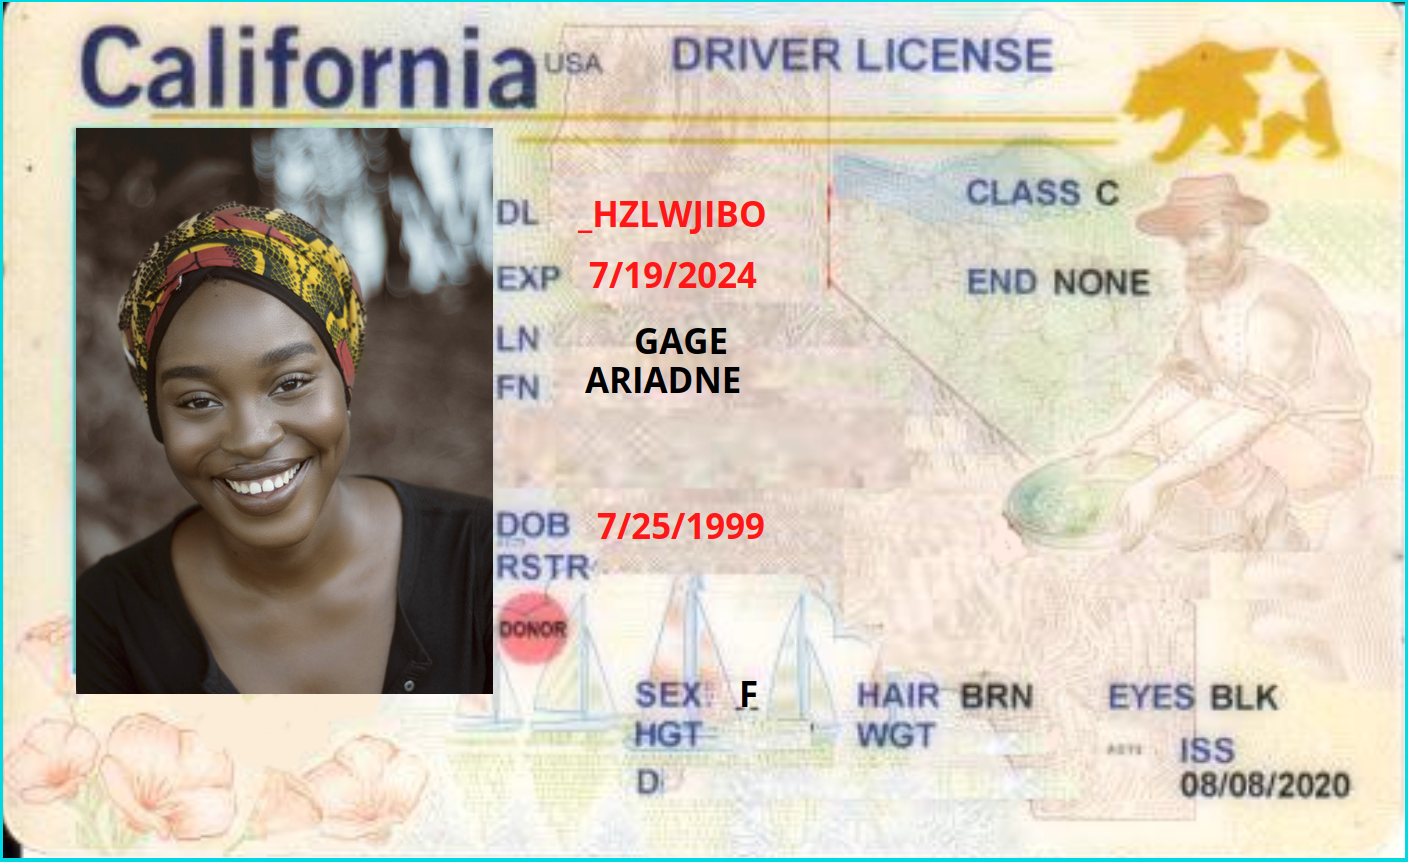 California USA DRIVER LICENSE
DL _HZLWJIBO CLASS C
EXP 7/19/2024 END NONE
LN GAGE
FN ARIADNE
DOB 7/25/1999
RSTR
DONOR
SEX F HAIR BRN EYES BLK
HGT WGT
ISS
D 08/08/2020